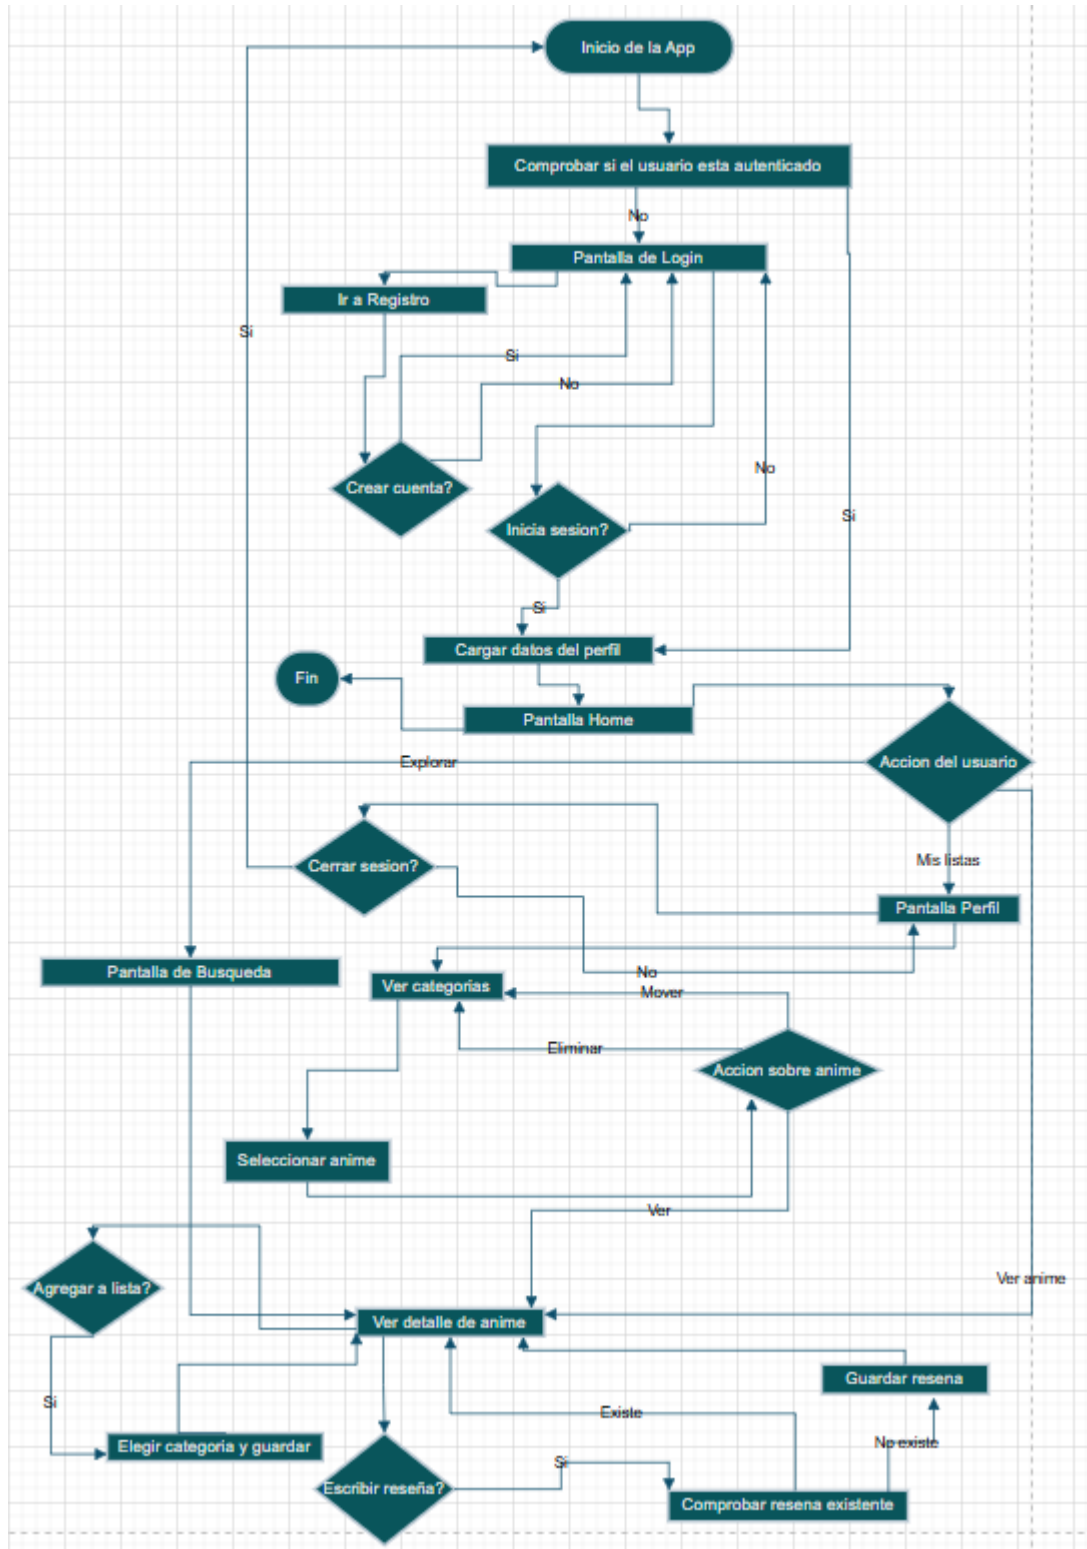 Inicio de la App
Comprobar si el usuario esta autenticado
No
Pantalla de Login
Ir a Registro
Si
Si
No
No
Crear cuenta?
Inicia sesion?
Si
Si
Cargar datos del perfil
Fin
Pantalla Home
Explorar
Accion del usuario
Mis listas
Cerrar sesion?
Pantalla Perfil
Pantalla de Busqueda
No
Ver categorias
Mover
Eliminar
Accion sobre anime
Seleccionar anime
Ver
Ver anime
Agregar a lista?
Ver detalle de anime
Guardar resena
Si
Existe
No existe
Elegir categoria y guardar
Si
Escribir reseña?
Comprobar resena existente